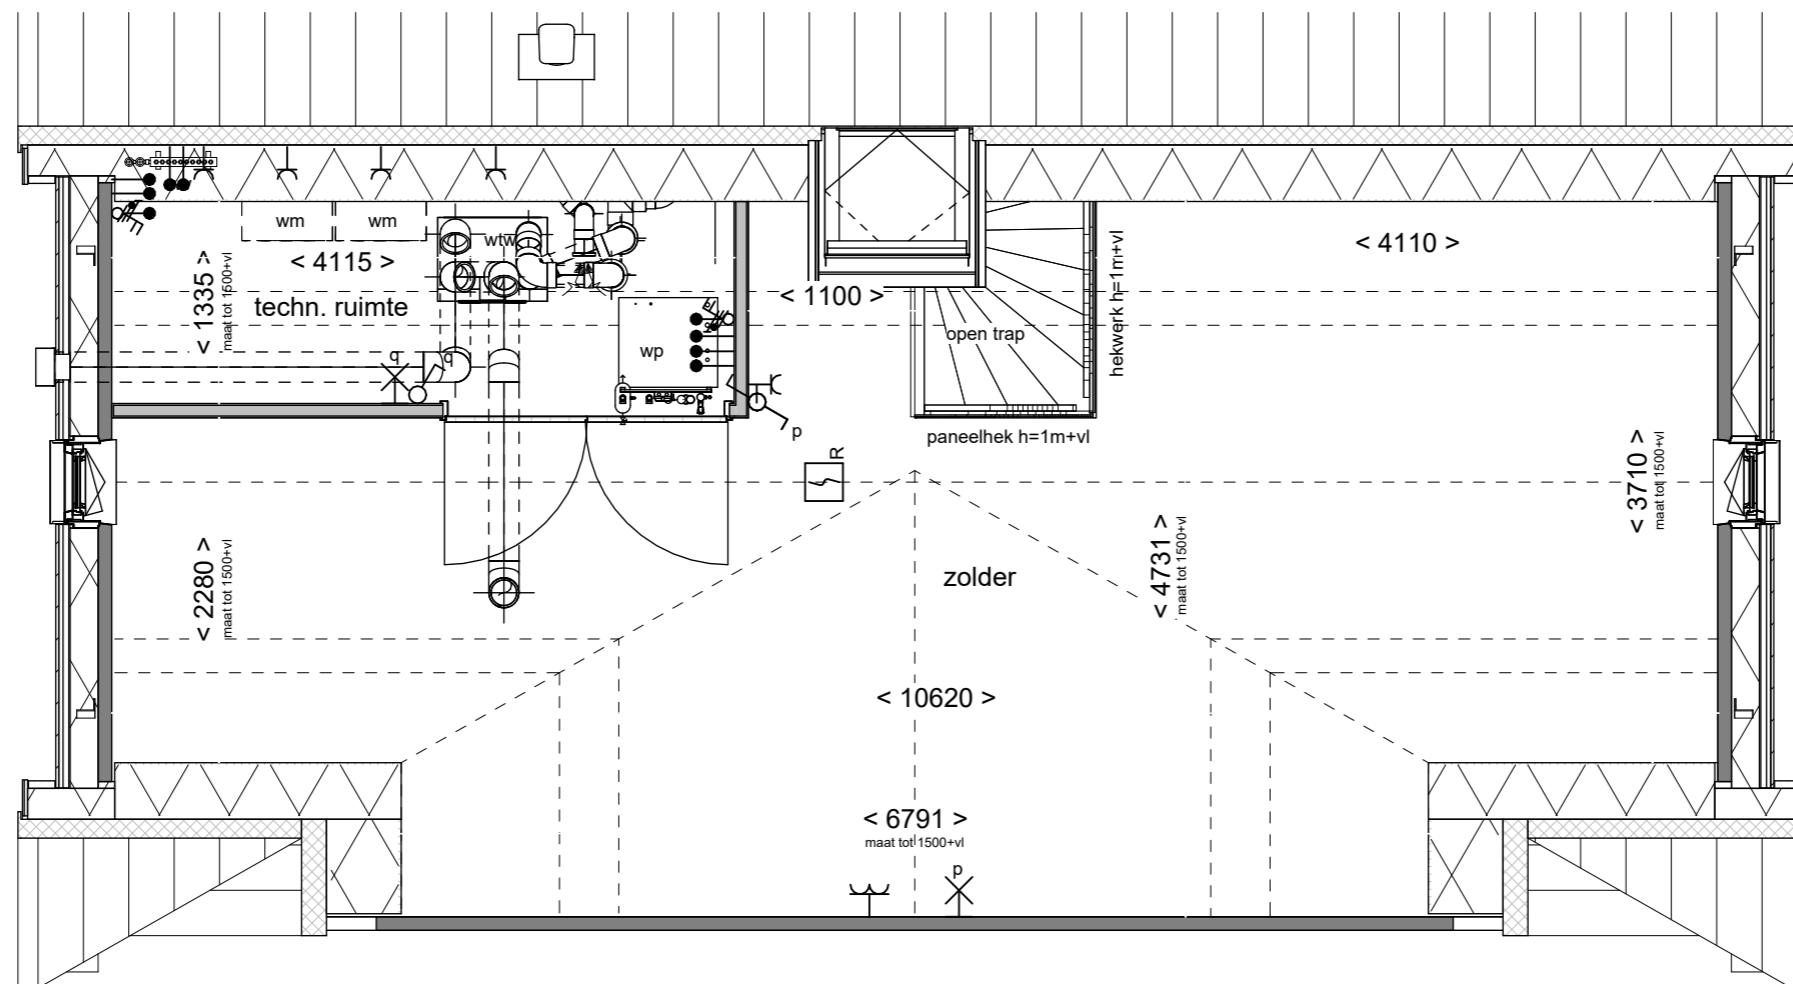 wm
wm
wtw
< 4115 >
< 1335 >
maat tot 1500+vl
techn. ruimte
< 1100 >
< 4110 >
hekwerk h=1m+vl
open trap
wp
q
q
p
paneelhek h=1m+vl
R
< 3710 >
maat tot 1500+vl
< 2280 >
maat tot 1500+vl
< 4731 >
maat tot 1500+vl
zolder
< 10620 >
< 6791 >
maat tot 1500+vl
p